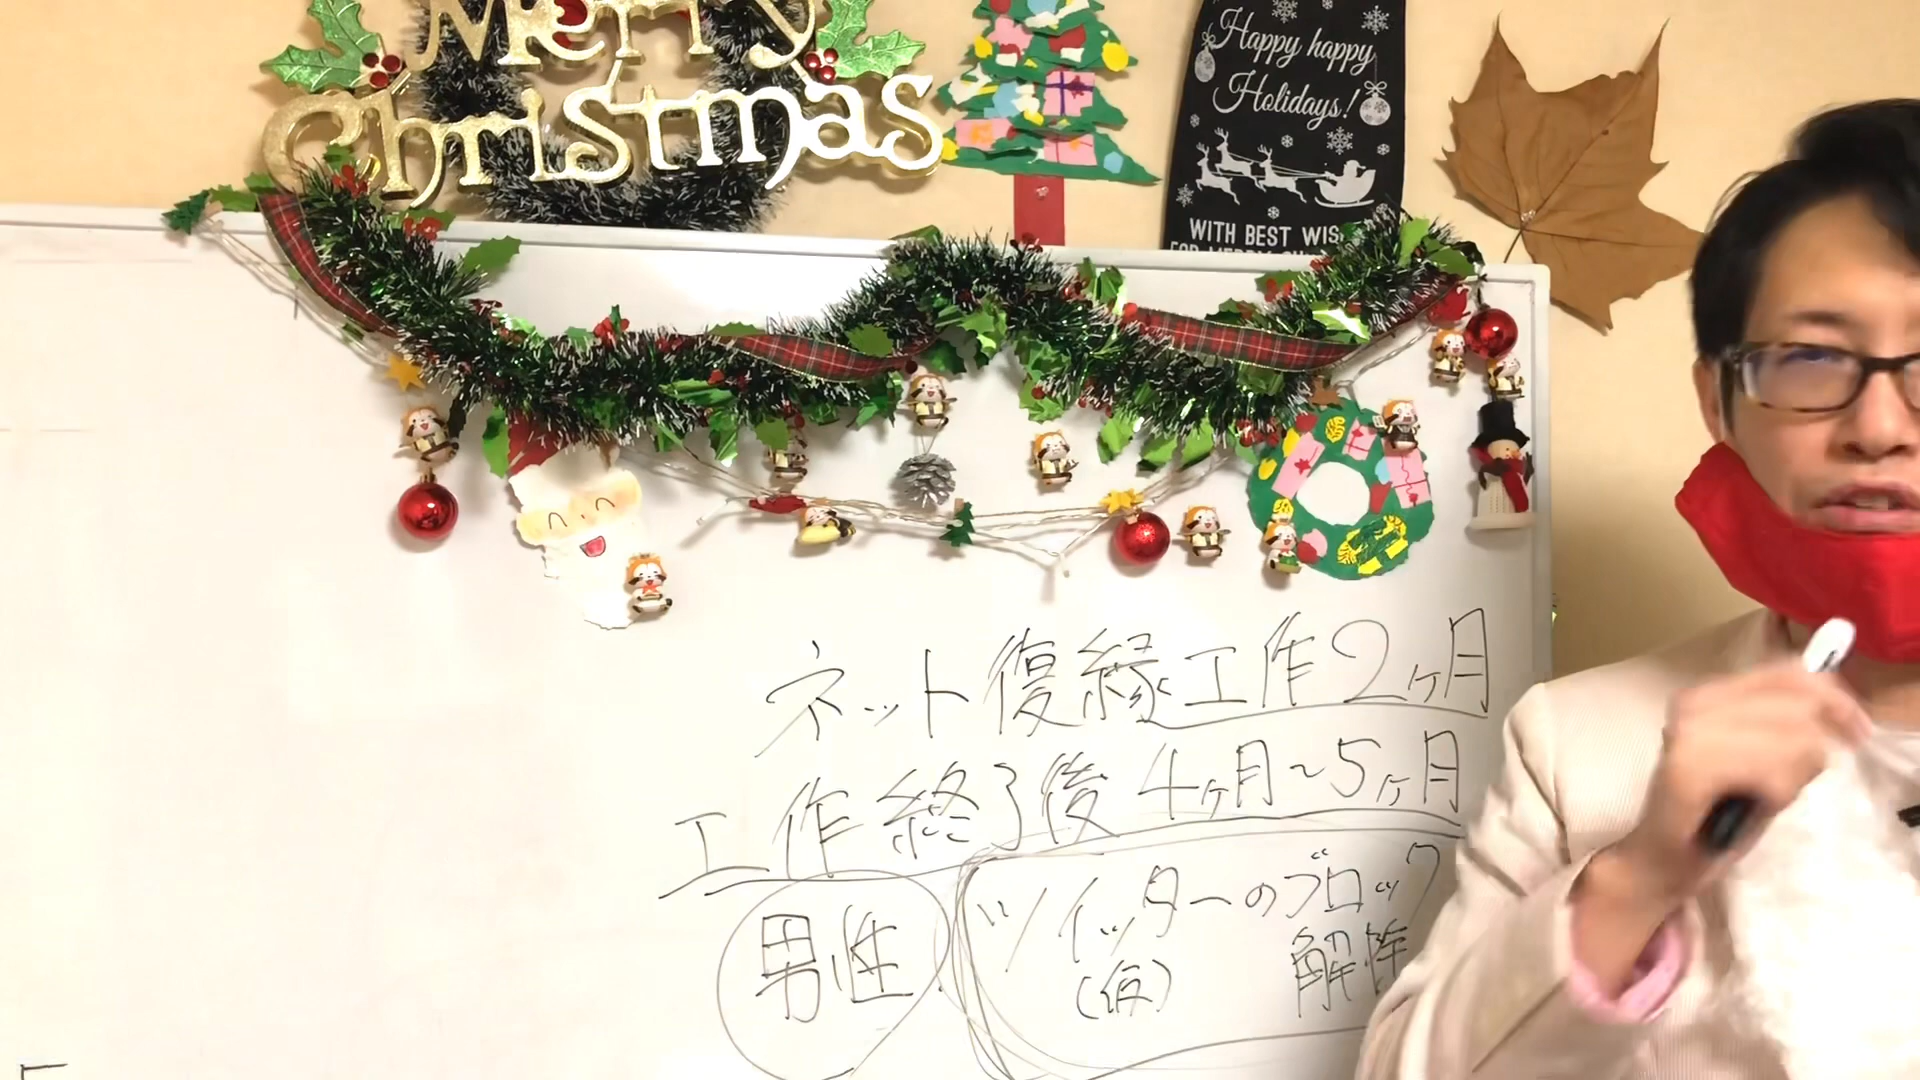 Merry
Christmas
Happy happy
Holidays!
WITH BEST
ネット復縁工作2ヶ月
工作終了後4ヶ月~5ヶ月
男性
ツイッターのブロック
(仮)
解除